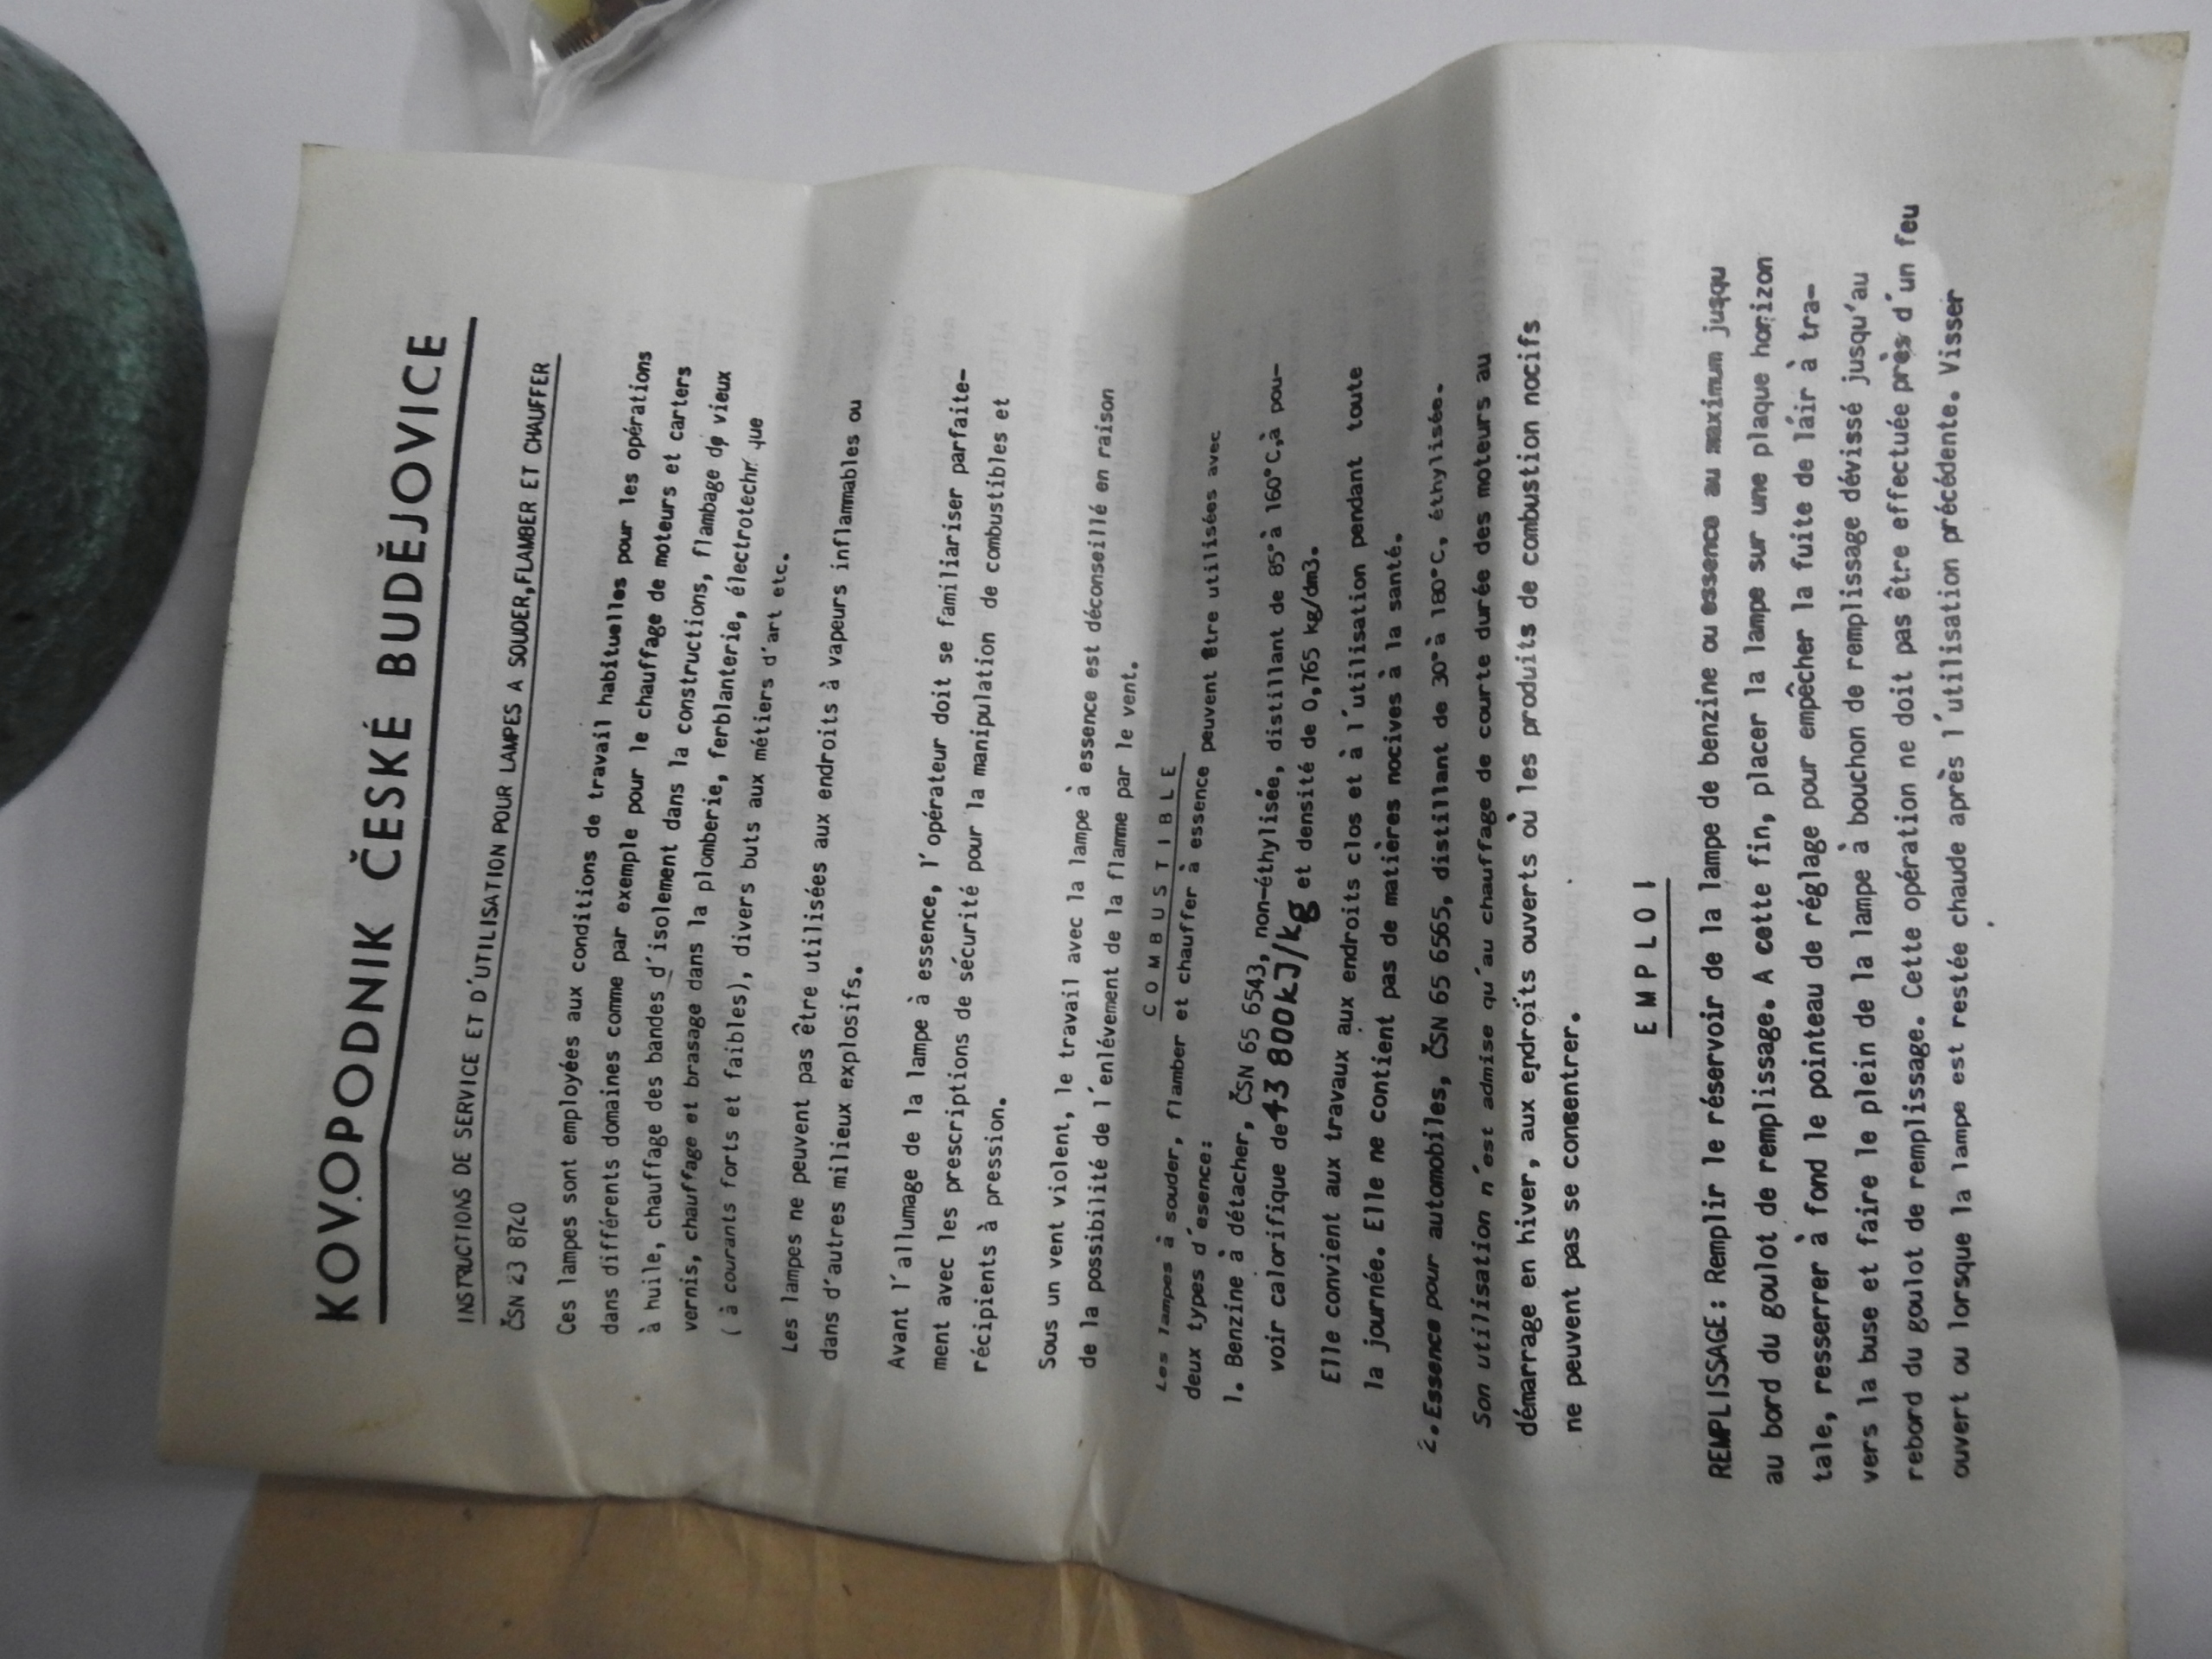 KOVOPODNIK ČESKÉ BUDĚJOVICE
INSTRUCTIONS DE SERVICE ET D'UTILISATION POUR LAMPES A SOUDER,FLAMBER ET CHAUFFER
ČSN 23 8720
Ces lampes sont employées aux conditions de travail habituelles pour les opérations
dans différents domaines comme par exemple pour le chauffage de moteurs et carters
à huile, chauffage des bandes d'isolement dans la constructions, flambage de vieux
vernis, chauffage et brasage dans la plomberie, ferblanterie, électrotechn que
( à courants forts et faibles), divers buts aux métiers d'art etc.
Les lampes ne peuvent pas être utilisées aux endroits à vapeurs inflammables ou
dans d'autres milieux explosifs.
Avant l'allumage de la lampe à essence, l'opérateur doit se familiariser parfaite-
ment avec les prescriptions de sécurité pour la manipulation de combustibles et
récipients à pression.
Sous un vent violent, le travail avec la lampe à essence est déconseillé en raison
de la possibilité de l'enlévement de la flamme par le vent.
C O M B U S T I B L E
Les lampes à souder, flamber et chauffer à essence peuvent être utilisées avec
deux types d'esence:
1. Benzine à détacher, ČSN 65 6543, non-éthylisée, distillant de 85° à 160°C,à pou-
voir calorifique de 43 800kJ/kg et densité de 0,765 kg/dm3.
Elle convient aux travaux aux endroits clos et à l'utilisation pendant toute
la journée. Elle ne contient pas de matières nocives à la santé.
2. Essence pour automobiles, ČSN 65 6565, distillant de 30° à 180°C, éthylisée.
Son utilisation n'est admise qu'au chauffage de courte durée des moteurs au
démarrage en hiver, aux endroits ouverts où les produits de combustion nocifs
ne peuvent pas se consentrer.
E M P L O I
REMPLISSAGE: Remplir le réservoir de la lampe de benzine ou essence au maximum jusqu
au bord du goulot de remplissage. A cette fin, placer la lampe sur une plaque horizon
tale, resserrer à fond le pointeau de réglage pour empêcher la fuite de láir à tra-
vers la buse et faire le plein de la lampe à bouchon de remplissage dévissé jusqu'au
rebord du goulot de remplissage. Cette opération ne doit pas être effectuée près d'un feu
ouvert ou lorsque la lampe est restée chaude après l'utilisation précédente. Visser